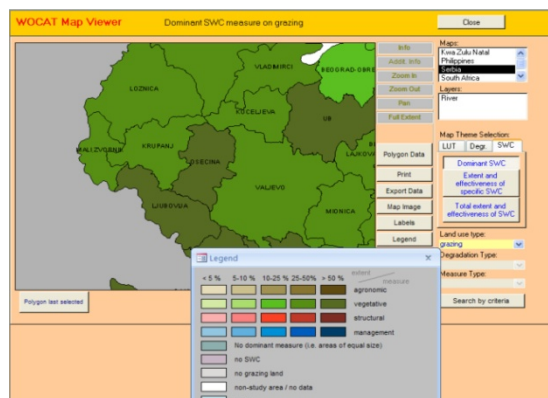 WOCAT Map Viewer
Dominant SWC measure on grazing
Close
Info
Addit. Info
Zoom In
Zoom Out
Pan
Full Extent
Polygon Data
Print
Export Data
Map Image
Labels
Legend
Maps:
Kwa Zulu Natal
Philippines
Serbia
South Africa
Layers:
River
Map Theme Selection:
LUT Degr. SWC
Dominant SWC
Extent and
effectiveness of
specific SWC
Total extent and
effectiveness of SWC
Land use type:
grazing
Degradation Type:
Measure Type:
Search by criteria
VLADIMIRCI
BEOGRAD-OBRE
LOZNICA
KOCELJEVA
UB
MALI ZVORNIK
KRUPANJ
OSECINA
LAJKOV
LJUBOVIJA
VALJEVO
MIONICA
Polygon last selected
Legend
< 5 % 5-10 % 10-25 % 25-50% > 50 %
extent
measure
agronomic
vegetative
structural
management
No dominant measure (i.e. areas of equal size)
no SWC
no grazing land
non-study area / no data